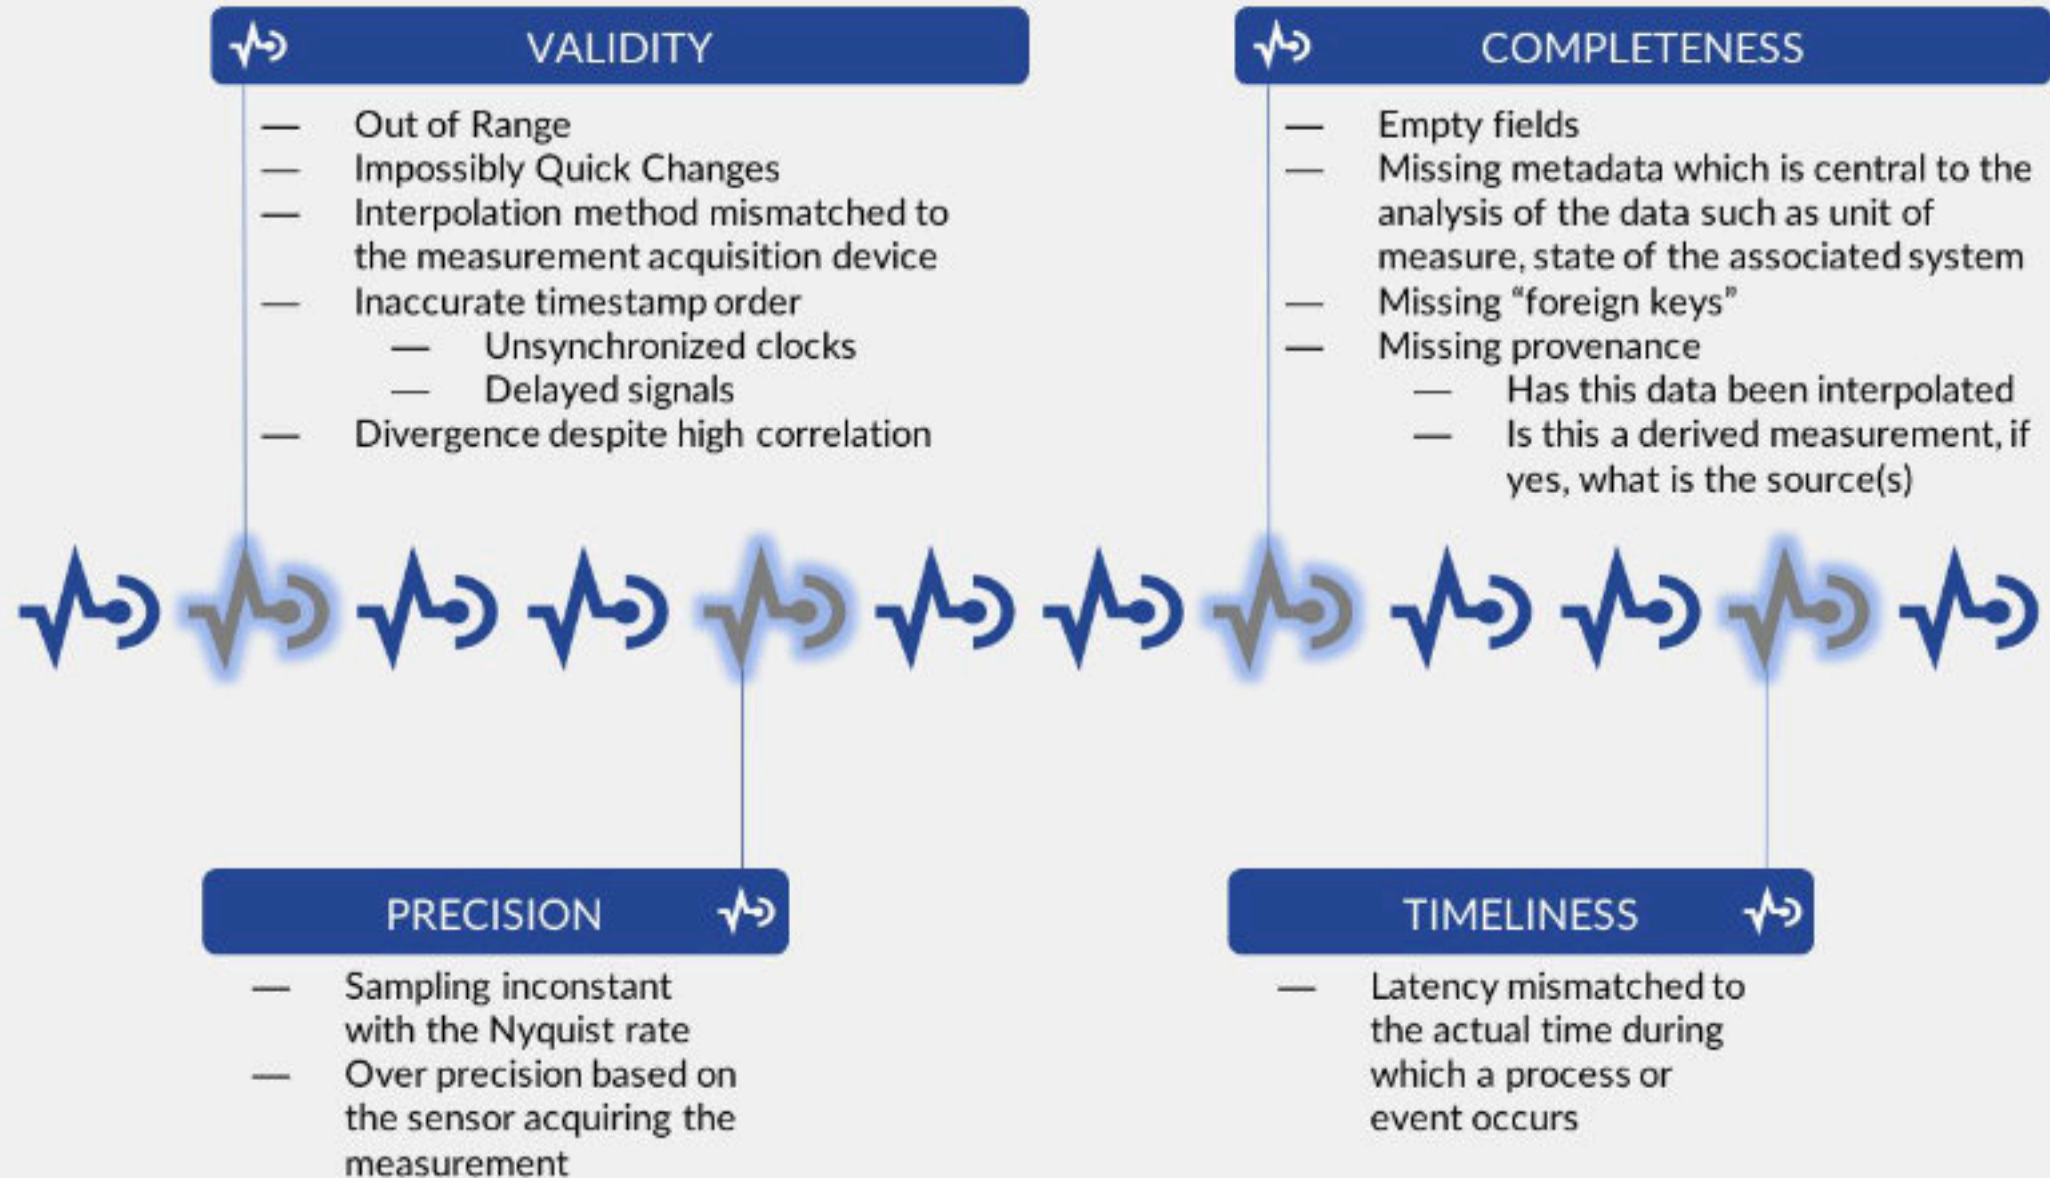 VALIDITY
— Out of Range
— Impossibly Quick Changes
— Interpolation method mismatched to
the measurement acquisition device
— Inaccurate timestamp order
— Unsynchronized clocks
— Delayed signals
— Divergence despite high correlation
COMPLETENESS
— Empty fields
— Missing metadata which is central to the
analysis of the data such as unit of
measure, state of the associated system
— Missing “foreign keys”
— Missing provenance
— Has this data been interpolated
— Is this a derived measurement, if
yes, what is the source(s)
PRECISION
— Sampling inconstant
with the Nyquist rate
— Over precision based on
the sensor acquiring the
measurement
TIMELINESS
— Latency mismatched to
the actual time during
which a process or
event occurs